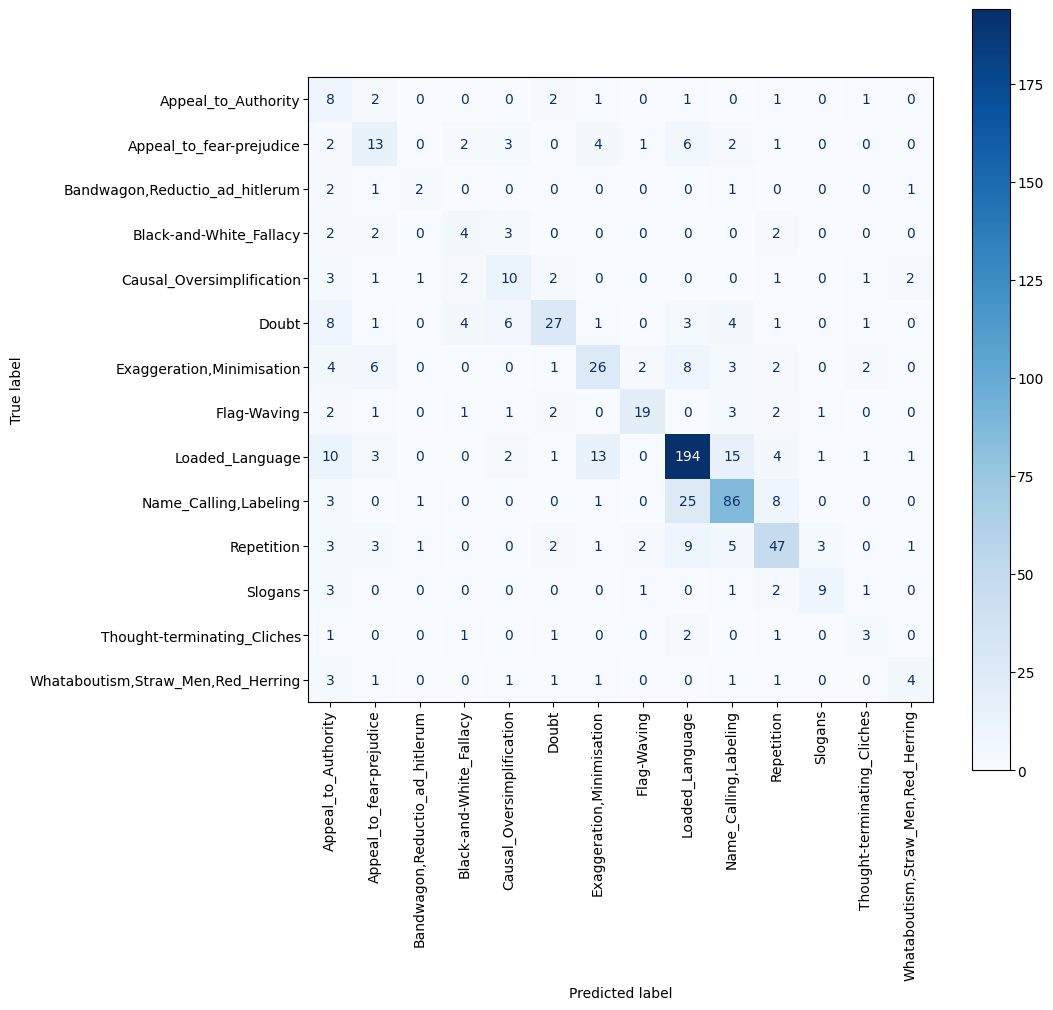 Appeal_to_Authority 8 2 0 0 0 2 1 0 1 0 1 0 1 0
Appeal_to_fear-prejudice 2 13 0 2 3 0 4 1 6 2 1 0 0 0
Bandwagon,Reductio_ad_hitlerum 2 1 2 0 0 0 0 0 0 1 0 0 0 1
Black-and-White_Fallacy 2 2 0 4 3 0 0 0 0 0 2 0 0 0
Causal_Oversimplification 3 1 1 2 10 2 0 0 0 0 1 0 1 2
Doubt 8 1 0 4 6 27 1 0 3 4 1 0 1 0
Exaggeration,Minimisation 4 6 0 0 0 1 26 2 8 3 2 0 2 0
Flag-Waving 2 1 0 1 1 2 0 19 0 3 2 1 0 0
Loaded_Language 10 3 0 0 2 1 13 0 194 15 4 1 1 1
Name_Calling,Labeling 3 0 1 0 0 0 1 0 25 86 8 0 0 0
Repetition 3 3 1 0 0 2 1 2 9 5 47 3 0 1
Slogans 3 0 0 0 0 0 0 1 0 1 2 9 1 0
Thought-terminating_Cliches 1 0 0 1 0 1 0 0 2 0 1 0 3 0
Whataboutism,Straw_Men,Red_Herring 3 1 0 0 1 1 1 0 0 1 1 0 0 4
True label
Appeal_to_Authority
Appeal_to_fear-prejudice
Bandwagon,Reductio_ad_hitlerum
Black-and-White_Fallacy
Causal_Oversimplification
Doubt
Exaggeration,Minimisation
Flag-Waving
Loaded_Language
Name_Calling,Labeling
Repetition
Slogans
Thought-terminating_Cliches
Whataboutism,Straw_Men,Red_Herring
Predicted label
175
150
125
100
75
50
25
0